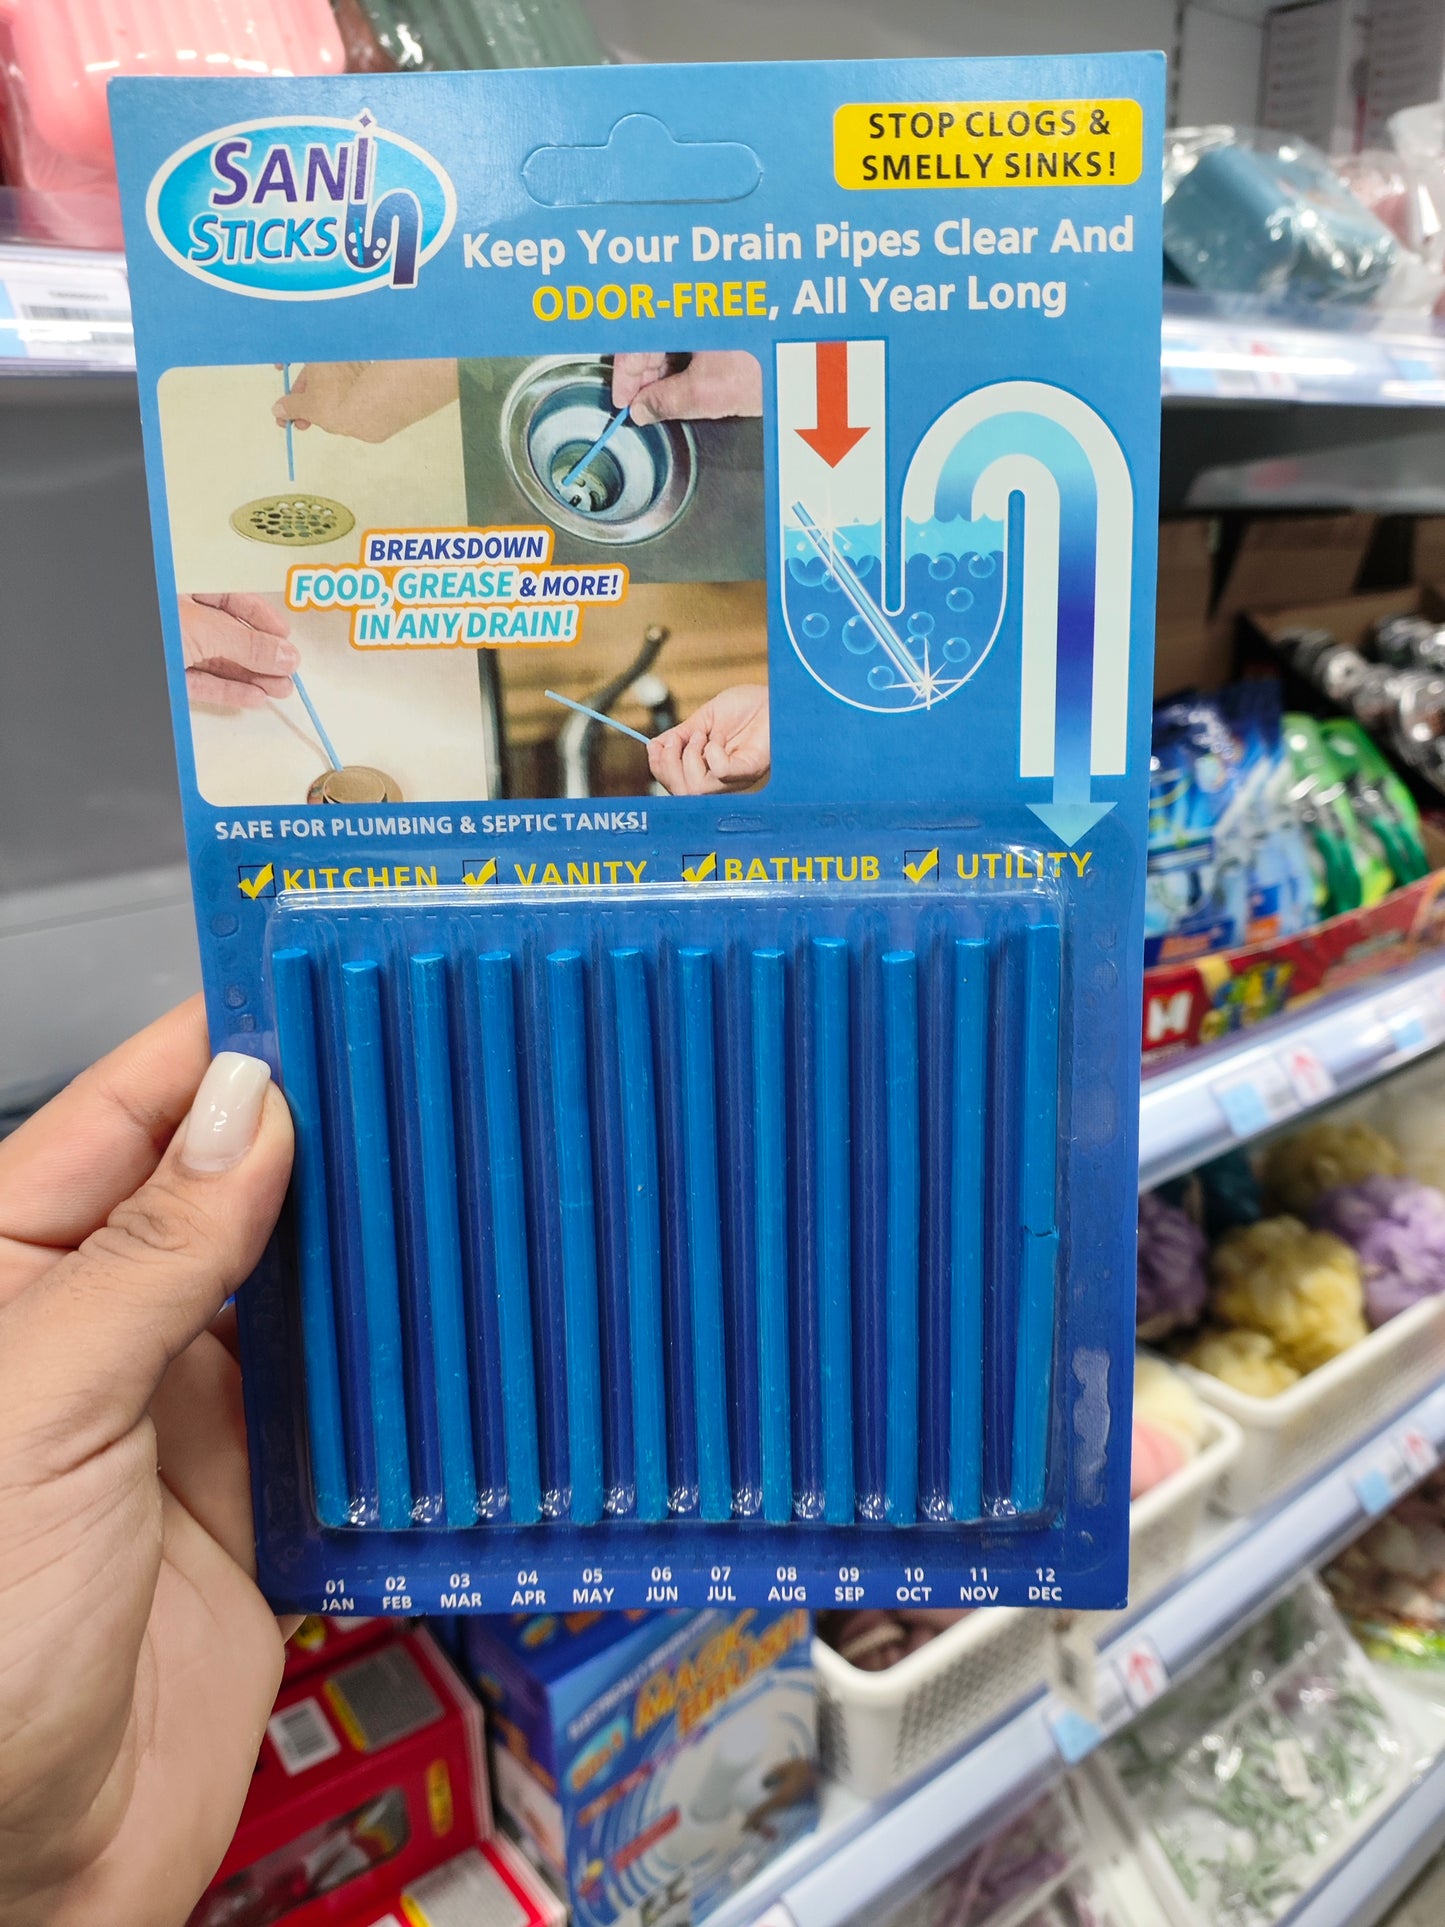 SANI
STICKS
STOP CLOGS &
SMELLY SINKS!
Keep Your Drain Pipes Clear And
ODOR-FREE, All Year Long
BREAKSDOWN
FOOD, GREASE & MORE!
IN ANY DRAIN!
SAFE FOR PLUMBING & SEPTIC TANKS!
KITCHEN VANITY BATHTUB UTILITY
01 02 03 04 05 06 07 08 09 10 11 12
JAN FEB MAR APR MAY JUN JUL AUG SEP OCT NOV DEC
MAGIC
BRUSH